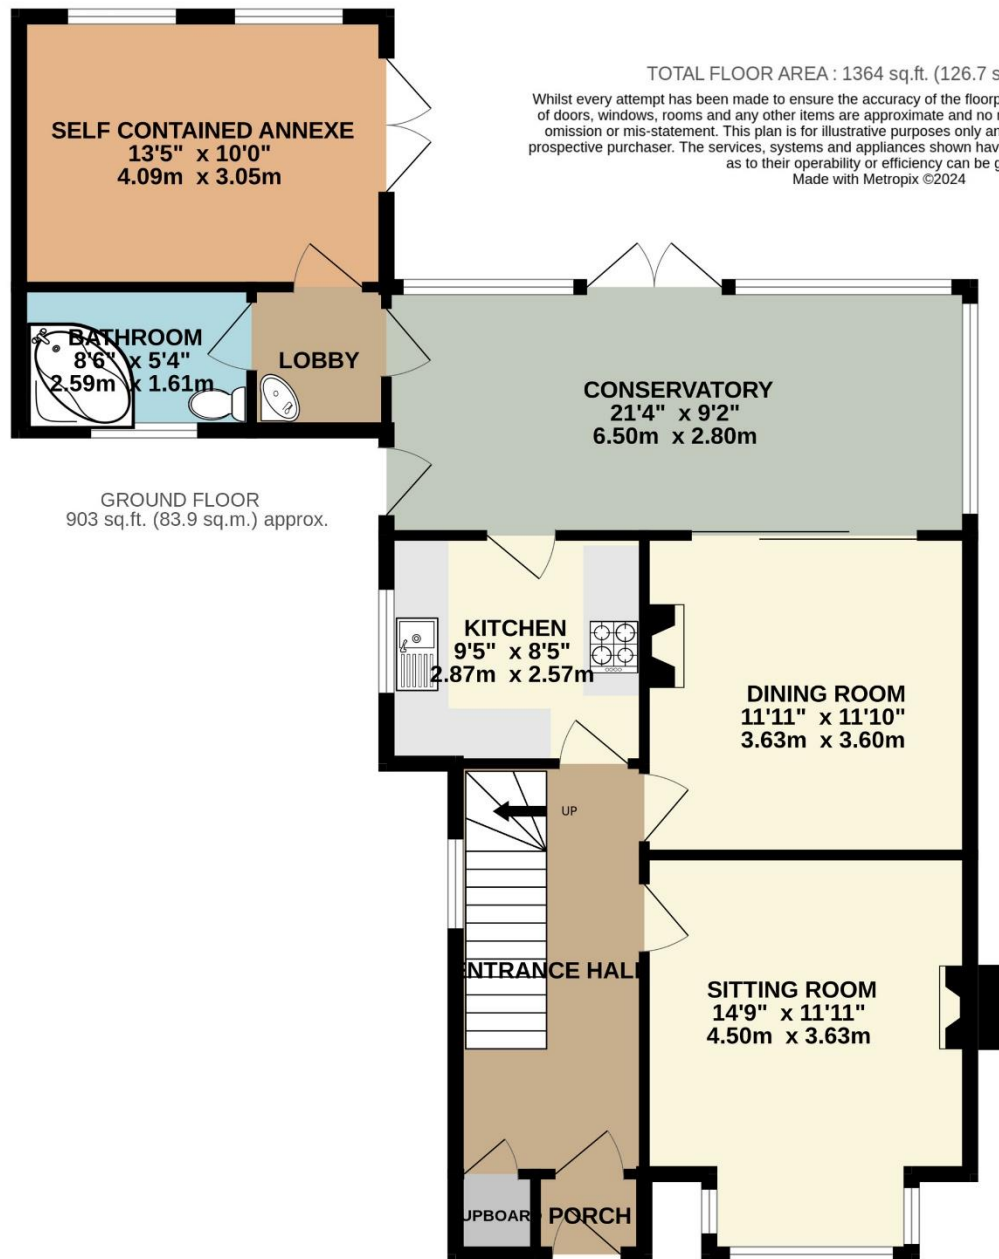 TOTAL FLOOR AREA : 1364 sq.ft. (126.7 s
Whilst every attempt has been made to ensure the accuracy of the floorp
of doors, windows, rooms and any other items are approximate and no r
omission or mis-statement. This plan is for illustrative purposes only an
prospective purchaser. The services, systems and appliances shown hav
as to their operability or efficiency can be g
Made with Metropix ©2024
SELF CONTAINED ANNEXE
13'5" x 10'0"
4.09m x 3.05m
BATHROOM
8'6" x 5'4"
2.59m x 1.61m
LOBBY
CONSERVATORY
21'4" x 9'2"
6.50m x 2.80m
GROUND FLOOR
903 sq.ft. (83.9 sq.m.) approx.
KITCHEN
9'5" x 8'5"
2.87m x 2.57m
DINING ROOM
11'11" x 11'10"
3.63m x 3.60m
UP
ENTRANCE HALL
SITTING ROOM
14'9" x 11'11"
4.50m x 3.63m
UPBOAR
PORCH